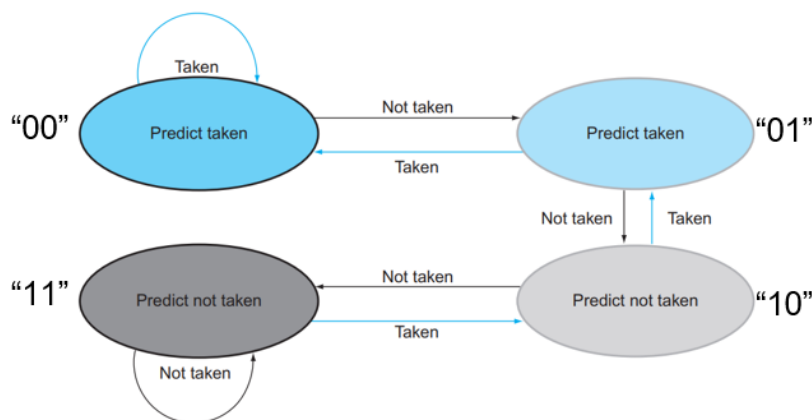 Taken
“00”
Predict taken
Not taken
Taken
Predict taken
“01”
Not taken
Taken
“11”
Predict not taken
Not taken
Taken
Predict not taken
“10”
Not taken